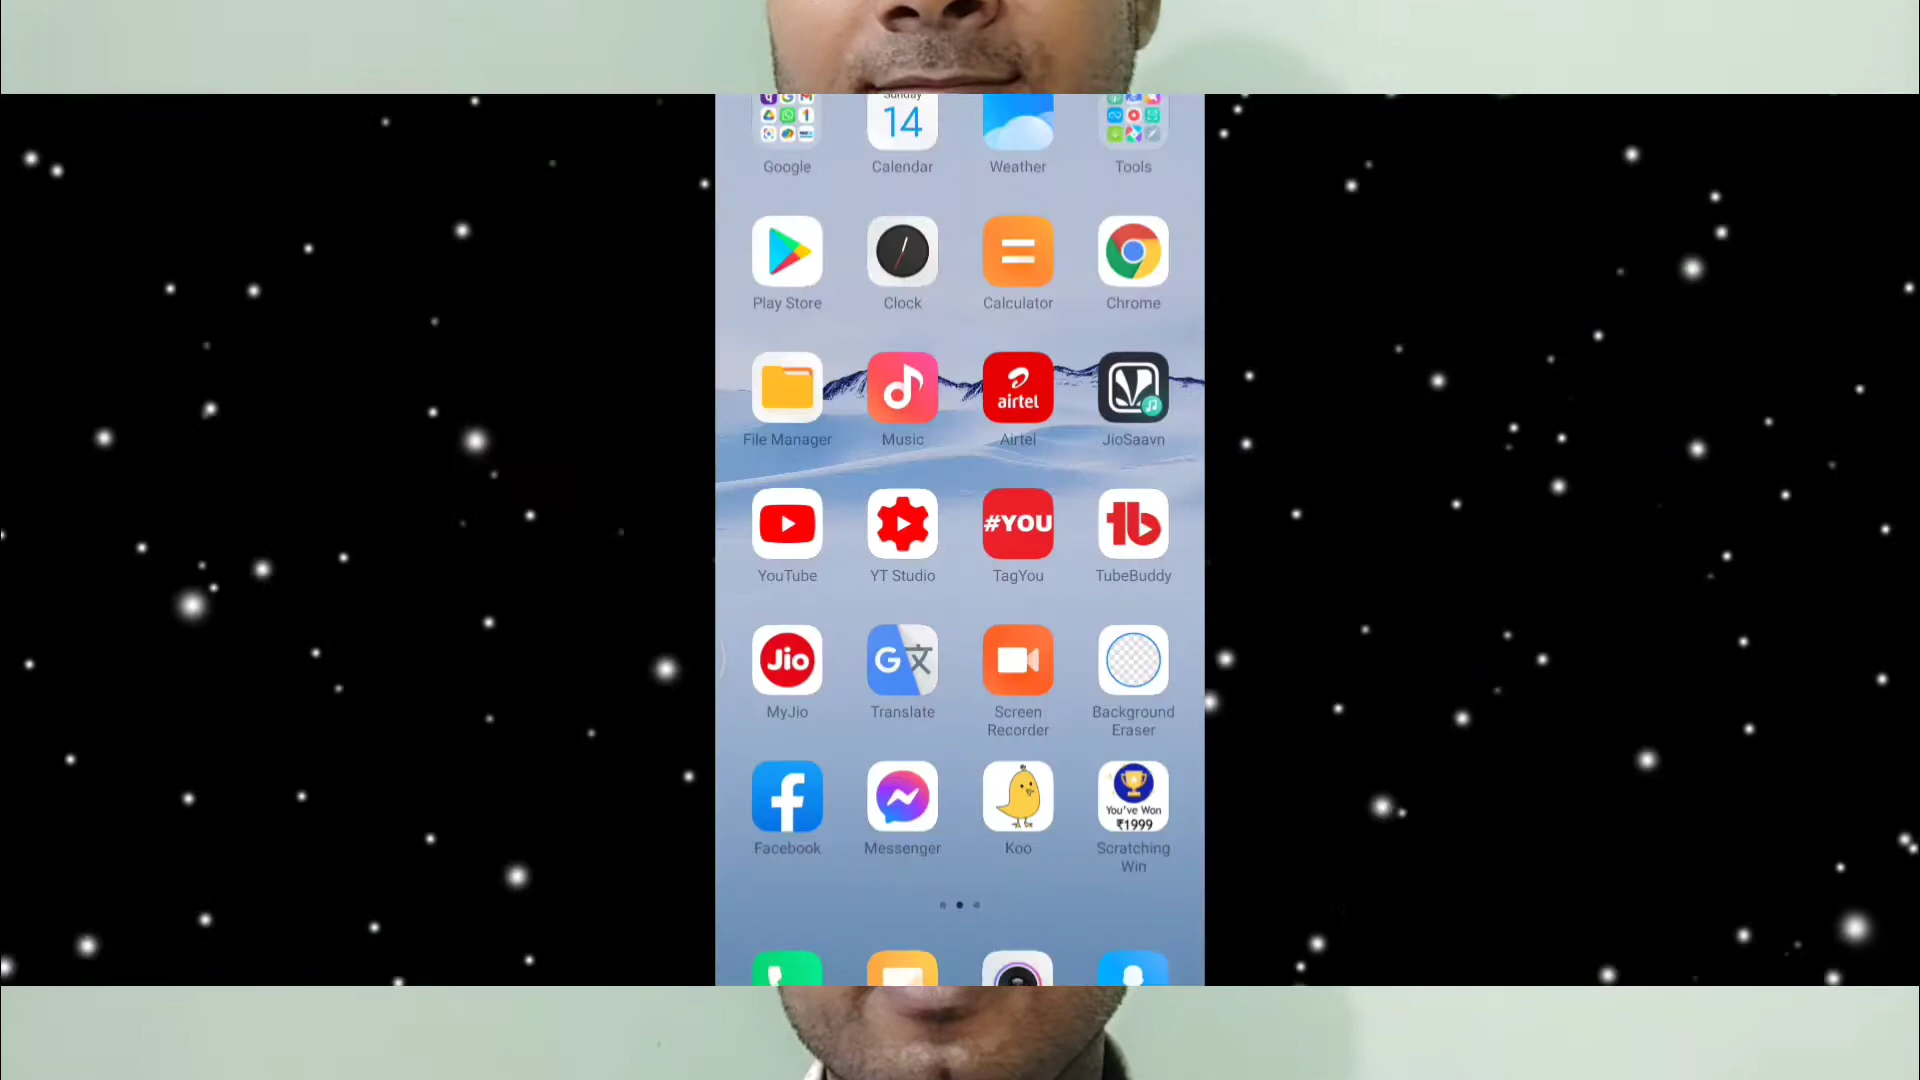 Sunday
14
Google Calendar Weather Tools
Play Store Clock Calculator Chrome
airtel
File Manager Music Airtel JioSaavn
#YOU
YouTube YT Studio TagYou TubeBuddy
Jio G 文
MyJio Translate Screen Recorder Background Eraser
You've Won
₹1999
Facebook Messenger Koo Scratching Win